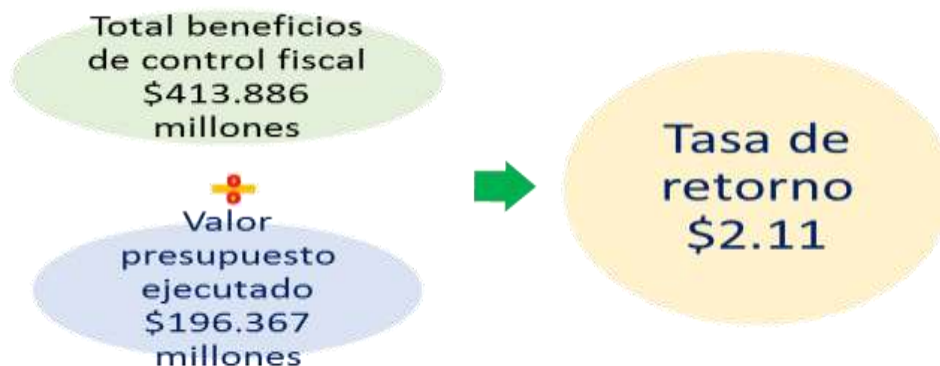 Total beneficios
de control fiscal
$413.886
millones
Valor
presupuesto
ejecutado
$196.367
millones
Tasa de
retorno
$2.11